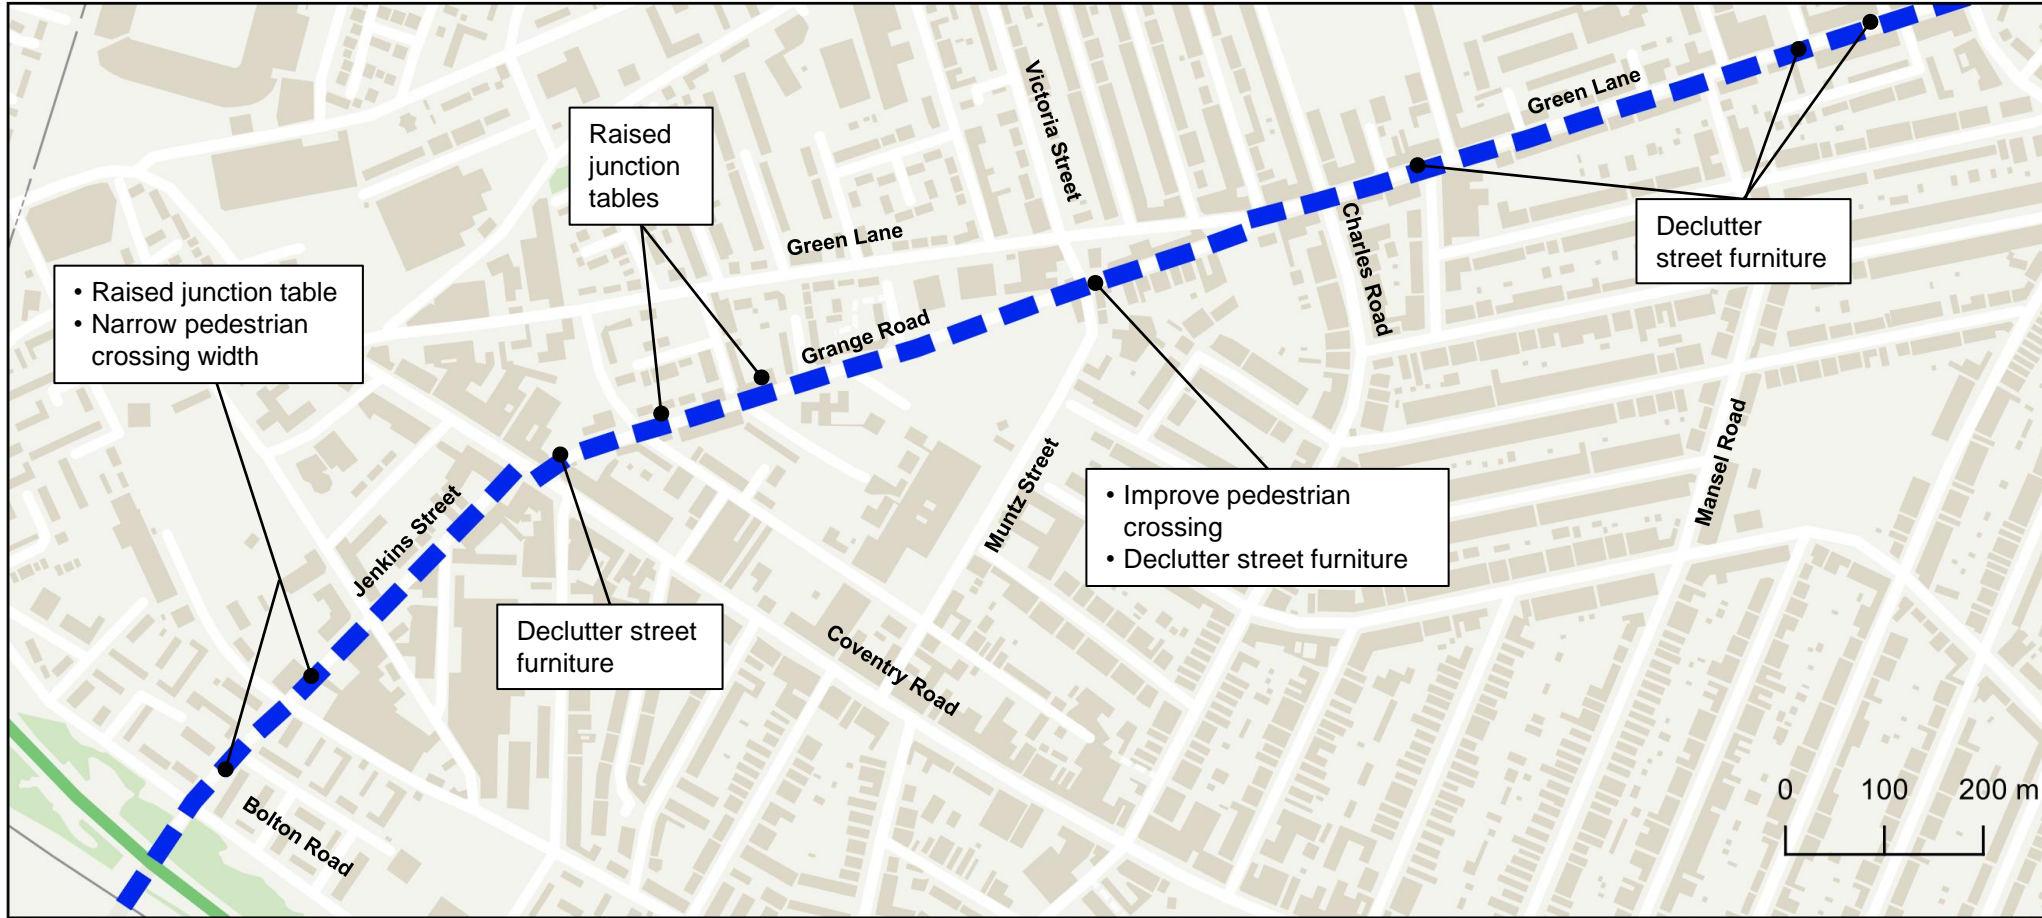 Green Lane
Victoria Street
Raised
junction
tables
Declutter
street furniture
Green Lane
Charles Road
• Raised junction table
• Narrow pedestrian
crossing width
Grange Road
Mansel Road
Muntz Street
• Improve pedestrian
crossing
• Declutter street furniture
Jenkins Street
Declutter street
furniture
Coventry Road
Bolton Road
0 100 200 m